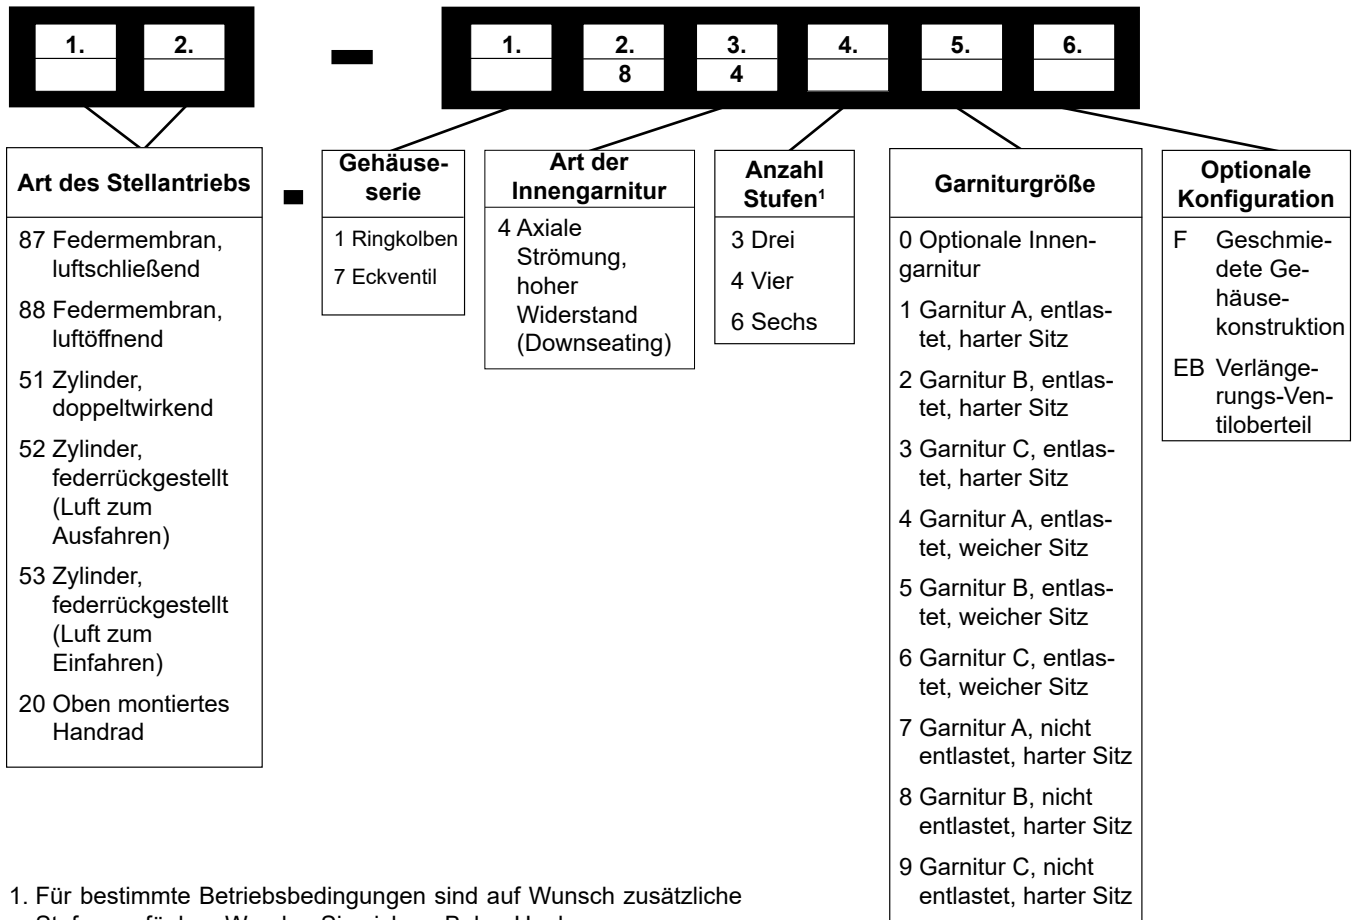 1. 2. 1. 2. 3. 4. 5. 6.
8 4
Art des Stellantriebs
87 Federmembran,
luftschließend
88 Federmembran,
luftöffnend
51 Zylinder,
doppeltwirkend
52 Zylinder,
federrückgestellt
(Luft zum
Ausfahren)
53 Zylinder,
federrückgestellt
(Luft zum
Einfahren)
20 Oben montiertes
Handrad
Gehäuse-
serie
1 Ringkolben
7 Eckventil
Art der
Innengarnitur
4 Axiale
Strömung,
hoher
Widerstand
(Downseating)
Anzahl
Stufen¹
3 Drei
4 Vier
6 Sechs
Garniturgröße
0 Optionale Innen-
garnitur
1 Garnitur A, entlas-
tet, harter Sitz
2 Garnitur B, entlas-
tet, harter Sitz
3 Garnitur C, entlas-
tet, harter Sitz
4 Garnitur A, entlas-
tet, weicher Sitz
5 Garnitur B, entlas-
tet, weicher Sitz
6 Garnitur C, entlas-
tet, weicher Sitz
7 Garnitur A, nicht
entlastet, harter Sitz
8 Garnitur B, nicht
entlastet, harter Sitz
9 Garnitur C, nicht
entlastet, harter Sitz
Optionale
Konfiguration
F Geschmie-
dete Ge-
häuse-
konstruktion
EB Verlänge-
rungs-Ven-
tiloberteil
1. Für bestimmte Betriebsbedingungen sind auf Wunsch zusätzliche